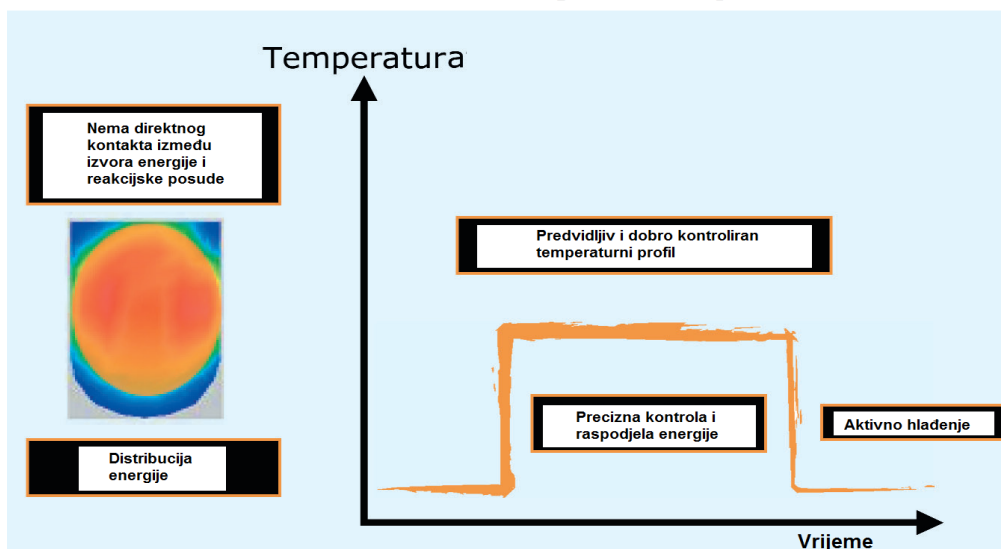 Temperatura
Nema direktnog
kontakta između
izvora energije i
reakcijske posude
Predvidljiv i dobro kontroliran
temperaturni profil
Precizna kontrola i
raspodjela energije
Aktivno hladenje
Distribucija
energije
Vrijeme